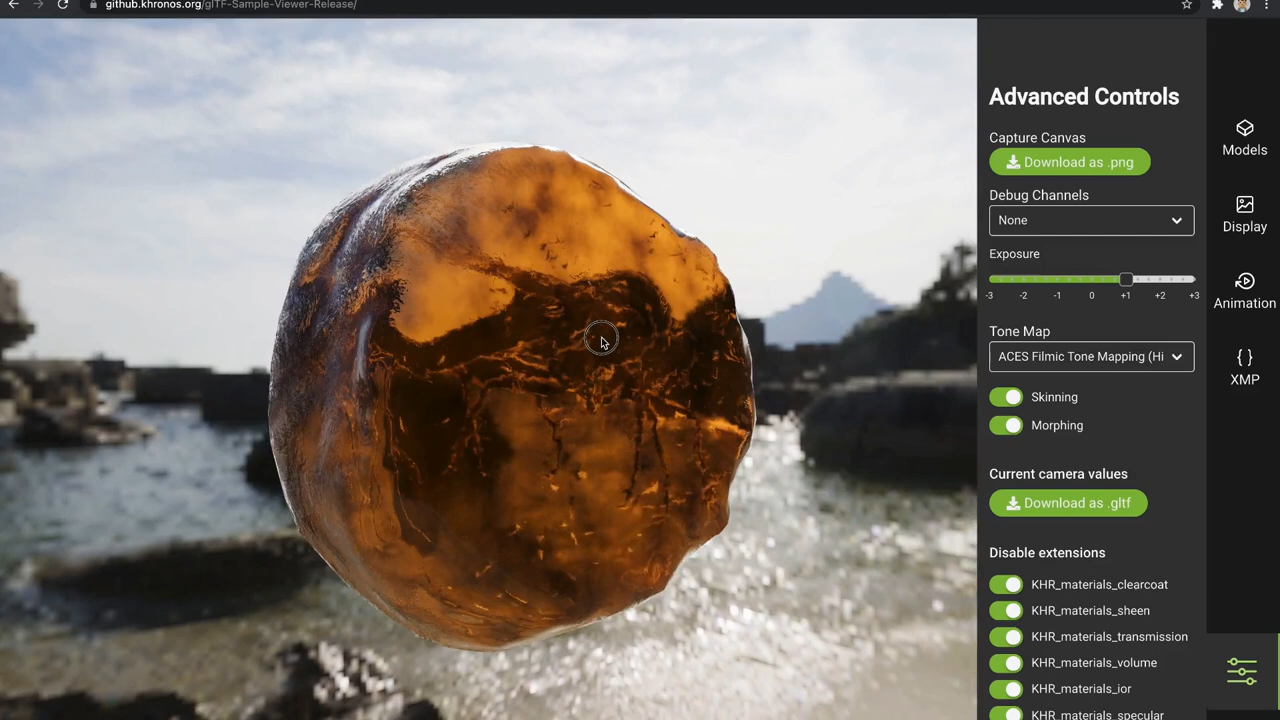 github.khronos.org/glTF-Sample-Viewer-Release/
Advanced Controls
Capture Canvas
Download as .png
Debug Channels
None
Exposure
-3 -2 -1 0 +1 +2 +3
Tone Map
ACES Filmic Tone Mapping (Hi
Skinning
Morphing
Current camera values
Download as .gltf
Disable extensions
KHR_materials_clearcoat
KHR_materials_sheen
KHR_materials_transmission
KHR_materials_volume
KHR_materials_ior
KHR_materials_specular
Models
Display
Animation
{ }
XMP